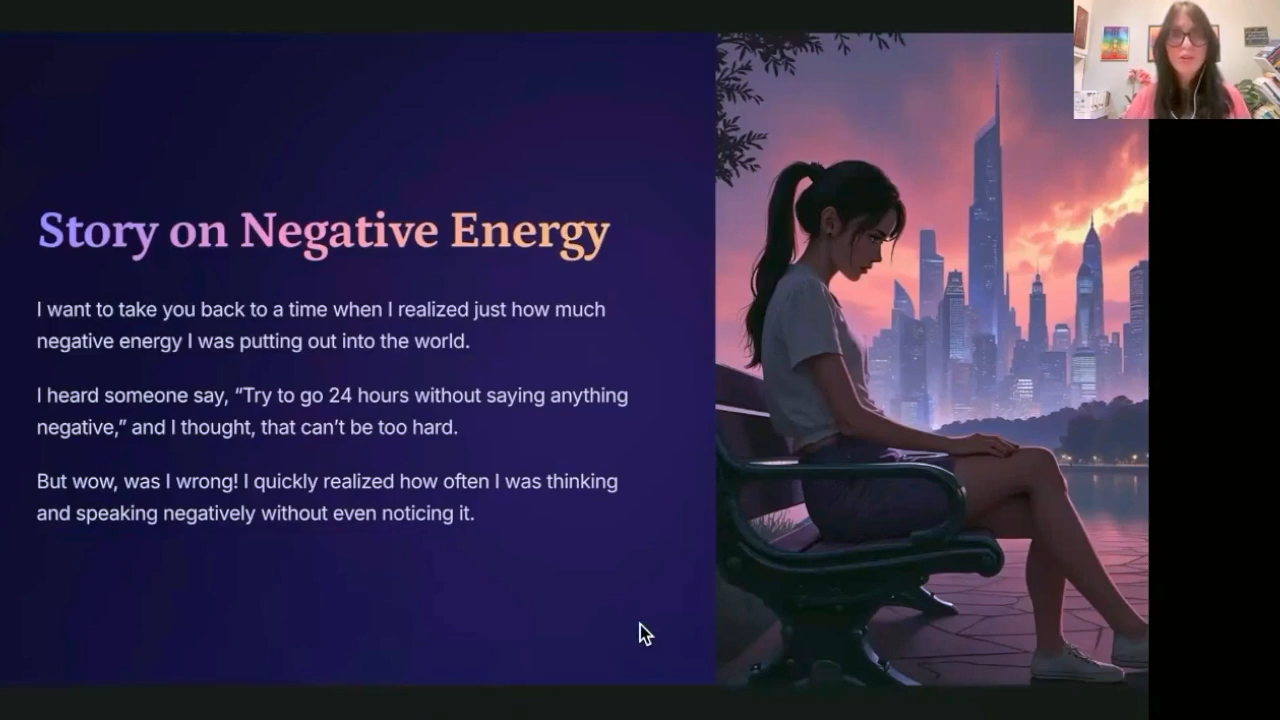 Story on Negative Energy
I want to take you back to a time when I realized just how much
negative energy I was putting out into the world.
I heard someone say, “Try to go 24 hours without saying anything
negative,” and I thought, that can’t be too hard.
But wow, was I wrong! I quickly realized how often I was thinking
and speaking negatively without even noticing it.